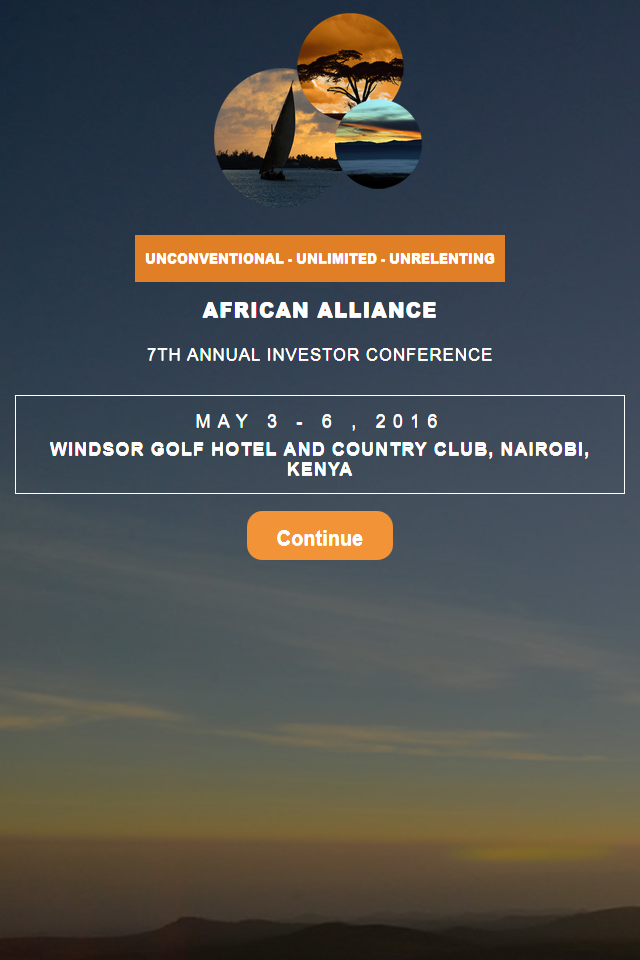 UNCONVENTIONAL - UNLIMITED - UNRELENTING
AFRICAN ALLIANCE
7TH ANNUAL INVESTOR CONFERENCE
MAY 3 - 6 , 2016
WINDSOR GOLF HOTEL AND COUNTRY CLUB, NAIROBI,
KENYA
Continue